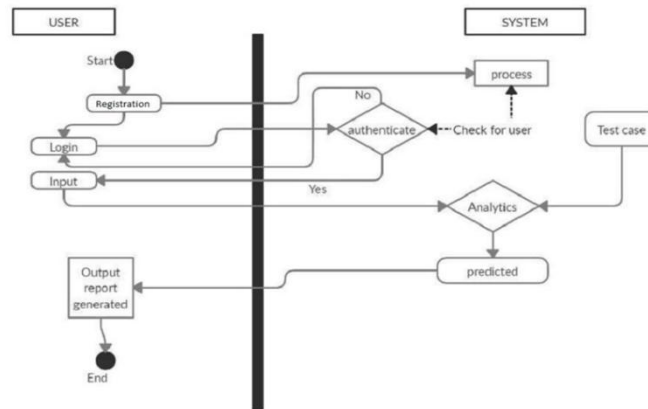 USER
SYSTEM
Start
process
Registration
No
authenticate
Check for user
Test case
Login
Input
Yes
Analytics
predicted
Output
report
generated
End